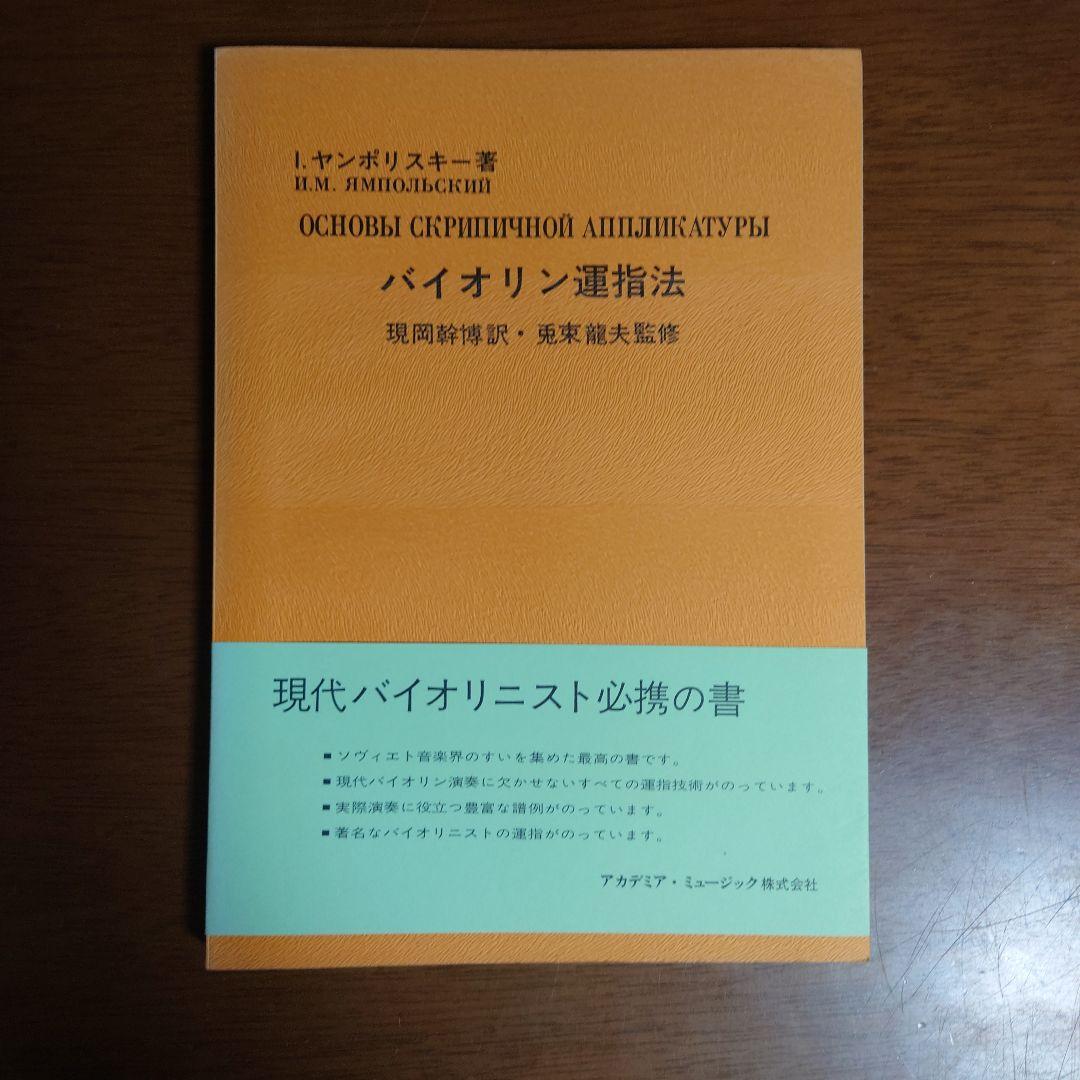 I.ヤンポリスキー著
И.М. ЯМПОЛЬСКИЙ
ОСНОВЫ СКРИПИЧНОЙ АППЛИКАТУРЫ
バイオリン運指法
現岡幹博訳・兎束龍夫監修
現代バイオリニスト必携の書
■ソヴィエト音楽界のすいを集めた最高の書です。
■現代バイオリン演奏に欠かせないすべての運指技術がのっています。
■実際演奏に役立つ豊富な譜例がのっています。
■著名なバイオリニストの運指がのっています。
アカデミア・ミュージック株式会社